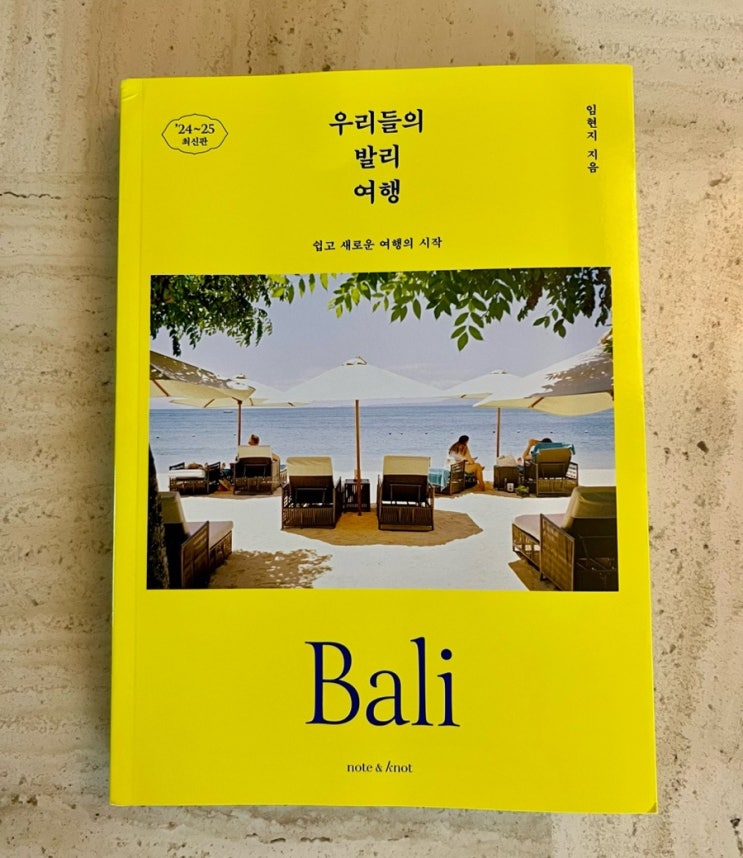 '24~25
최신판
우리들의
발리
여행
임현지 지음
쉽고 새로운 여행의 시작
Bali
note & knot